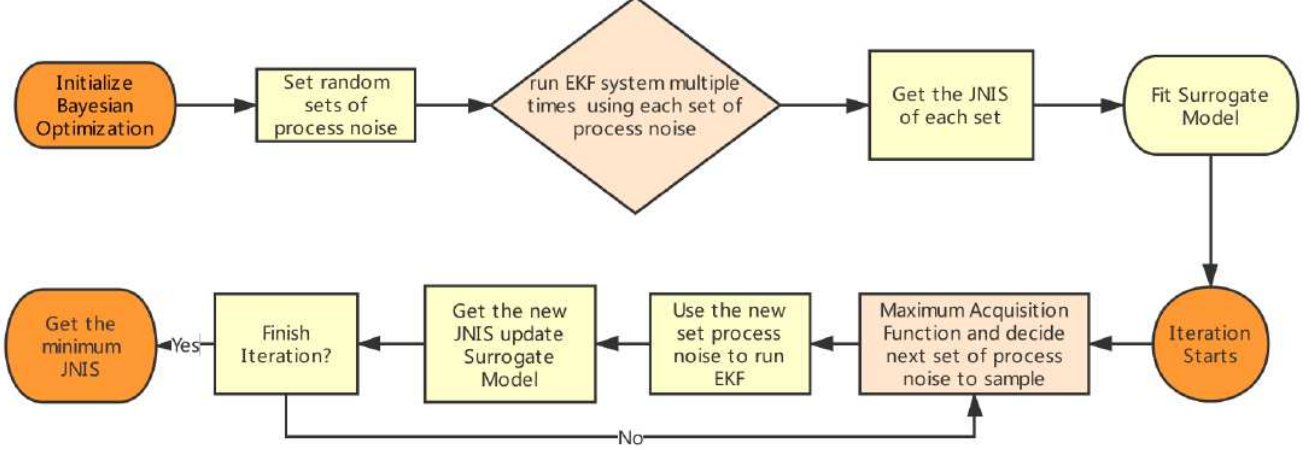 Initialize
Bayesian
Optimization
Set random
sets of
process noise
run EKF system multiple
times using each set of
process noise
Get the JNIS
of each set
Fit Surrogate
Model
Iteration
Starts
Maximum Acquisition
Function and decide
next set of process
noise to sample
Use the new
set process
noise to run
EKF
Get the new
JNIS update
Surrogate
Model
Finish
Iteration?
Yes
Get the
minimum
JNIS
No